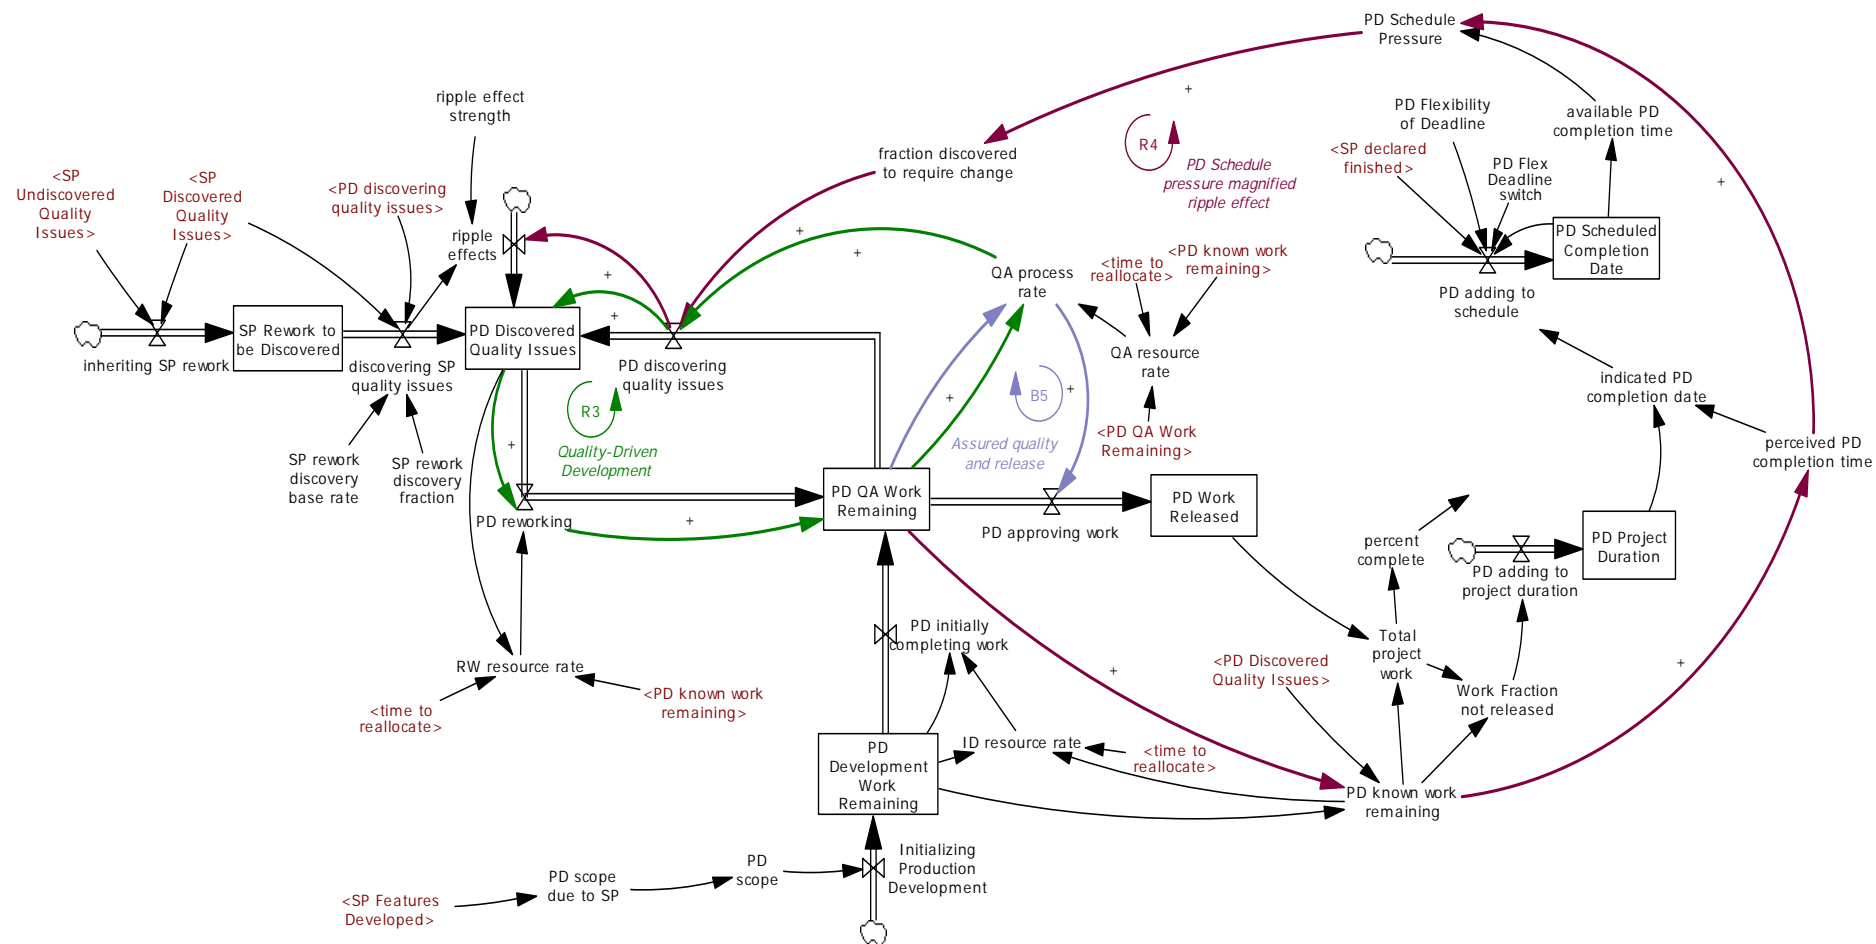 PD Schedule
Pressure
+
ripple effect
strength
PD Flexibility
of Deadline
available PD
completion time
<SP declared
finished>
PD Flex
Deadline
switch
R4
PD Schedule
pressure magnified
ripple effect
+
fraction discovered
to require change
<SP
Undiscovered
Quality
Issues>
<SP
Discovered
Quality
Issues>
<PD discovering
quality issues>
ripple
effects
+
+
+
+
QA process
rate
<time to
reallocate>
<PD known work
remaining>
PD Scheduled
Completion
Date
PD adding to
schedule
SP Rework to
be Discovered
PD Discovered
Quality Issues
inheriting SP rework
discovering SP
quality issues
PD discovering
quality issues
QA resource
rate
indicated PD
completion date
R3
Quality-Driven
Development
+
B5
+
Assured quality
and release
<PD QA Work
Remaining>
perceived PD
completion time
SP rework
discovery
base rate
SP rework
discovery
fraction
+
PD QA Work
Remaining
PD Work
Released
PD reworking
+
PD approving work
percent
complete
PD Project
Duration
PD adding to
project duration
PD initially
completing work
Total
project
work
RW resource rate
<PD known work
remaining>
<time to
reallocate>
+
<PD Discovered
Quality Issues>
+
Work Fraction
not released
PD
Development
Work
Remaining
ID resource rate
<time to
reallocate>
PD known work
remaining
Initializing
Production
Development
PD
scope
PD scope
due to SP
<SP Features
Developed>